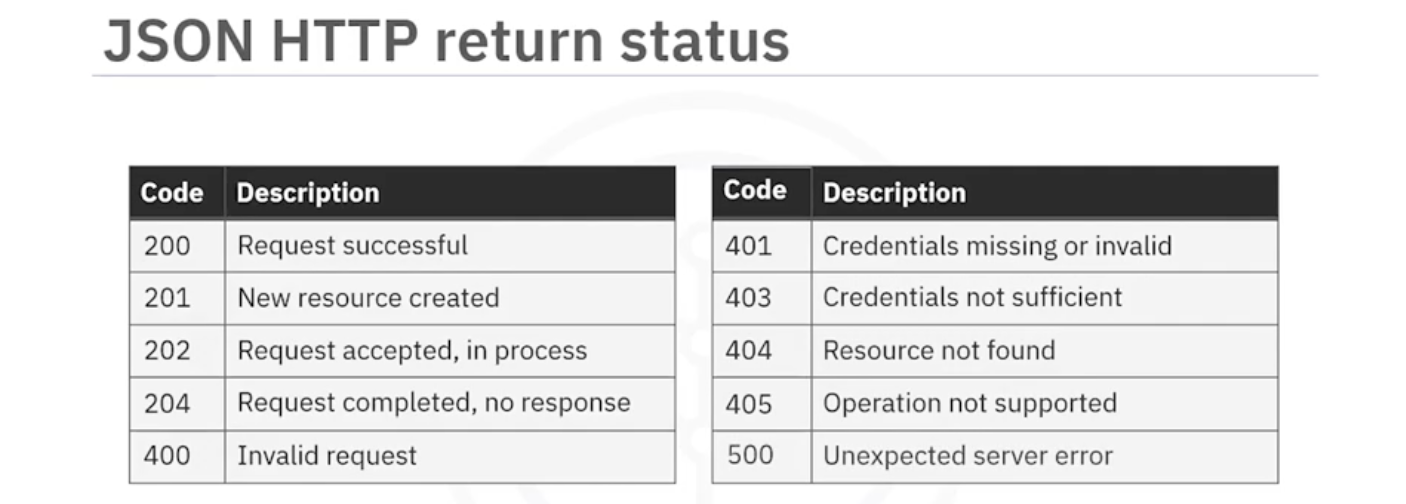 JSON HTTP return status
Code Description
200 Request successful
201 New resource created
202 Request accepted, in process
204 Request completed, no response
400 Invalid request
Code Description
401 Credentials missing or invalid
403 Credentials not sufficient
404 Resource not found
405 Operation not supported
500 Unexpected server error